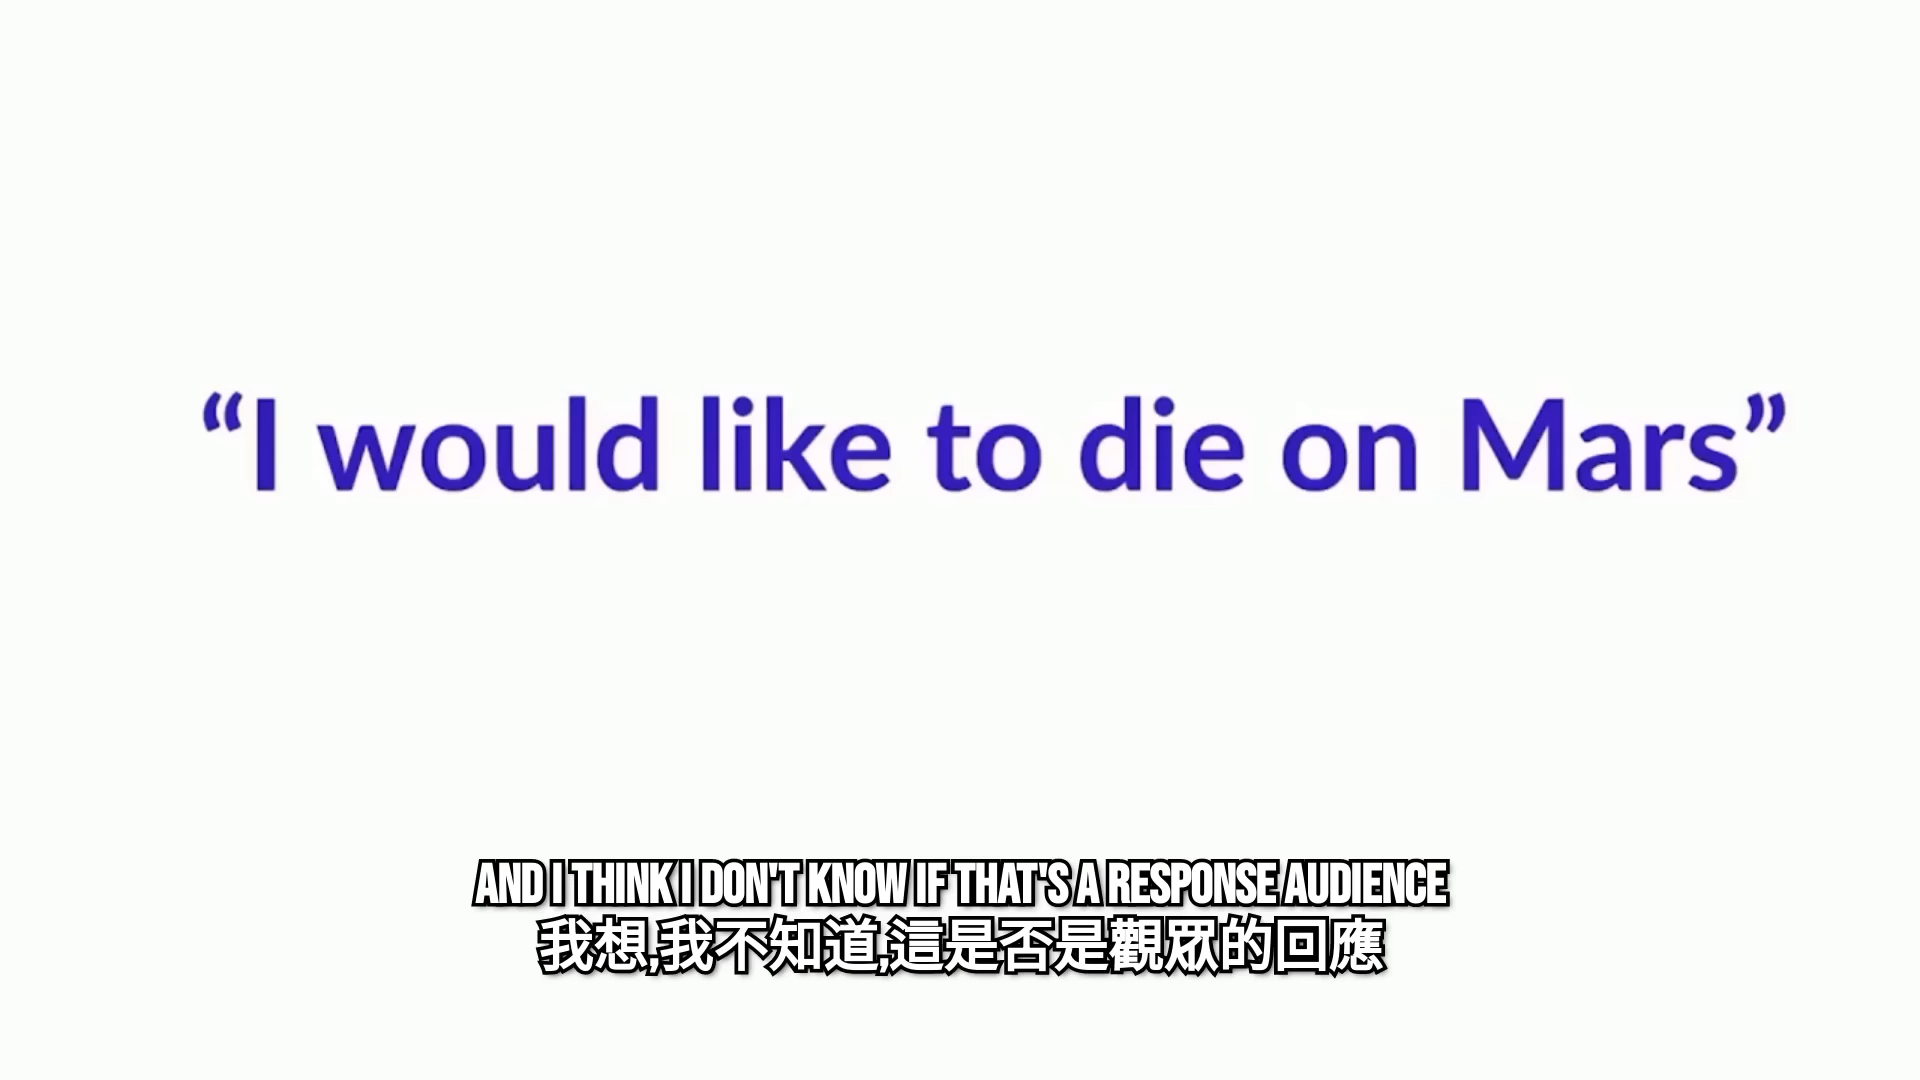 “I would like to die on Mars”
AND I THINK I DON'T KNOW IF THAT'S A RESPONSE AUDIENCE
我想,我不知道,這是否是觀眾的回應